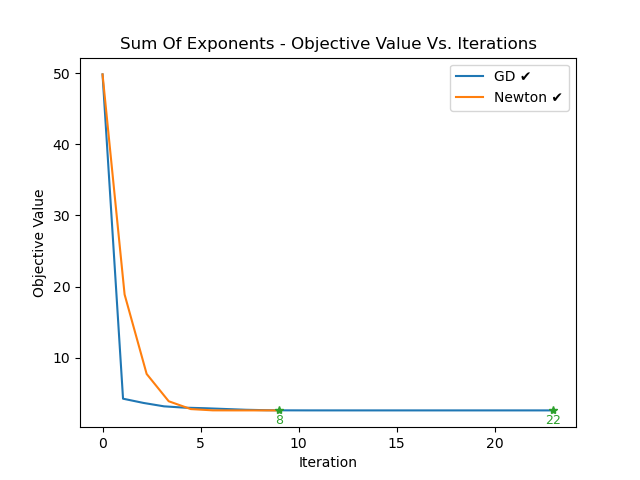 Sum Of Exponents - Objective Value Vs. Iterations
GD ✔
Newton ✔
50
40
30
20
10
Objective Value
8
22
0
5
10
15
20
Iteration